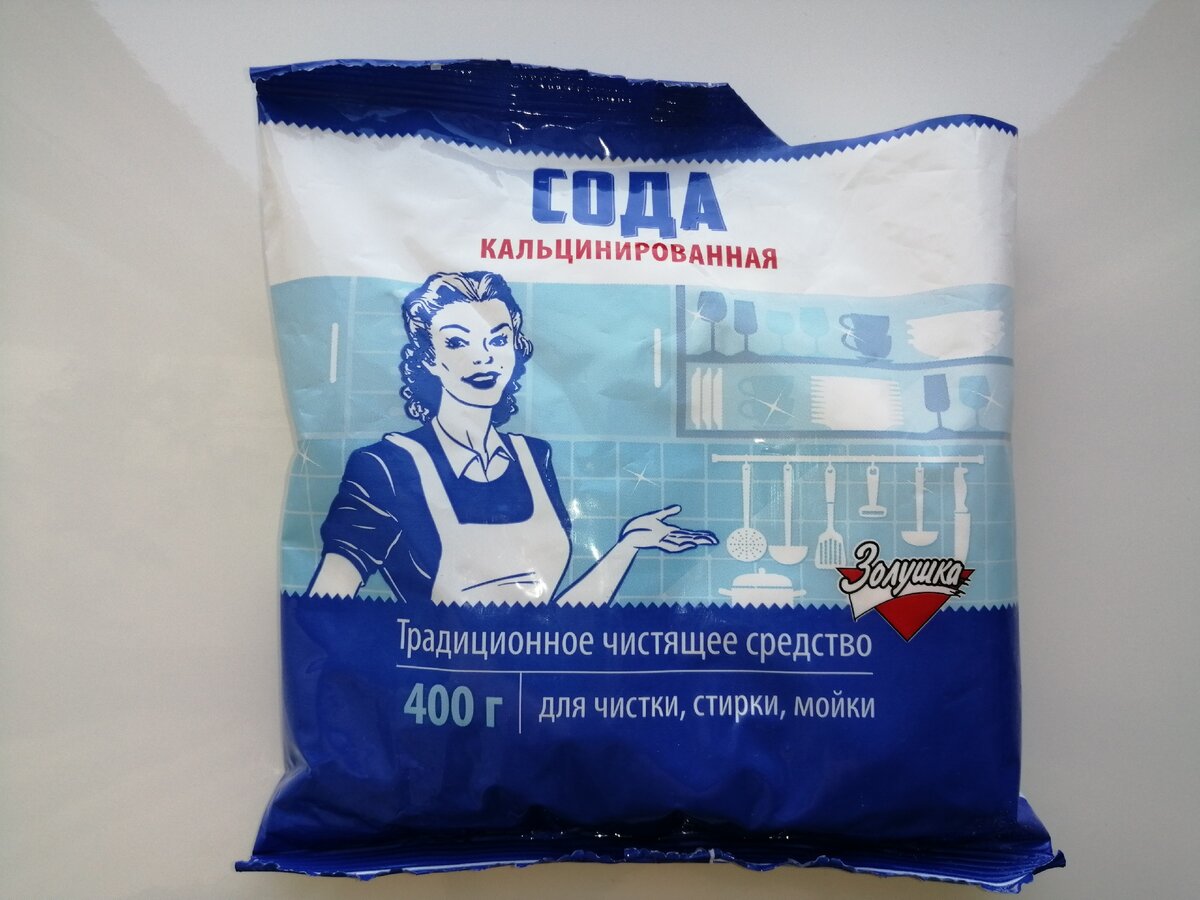 СОДА
КАЛЬЦИНИРОВАННАЯ
Золушка
Традиционное чистящее средство
400 г
для чистки, стирки, мойки